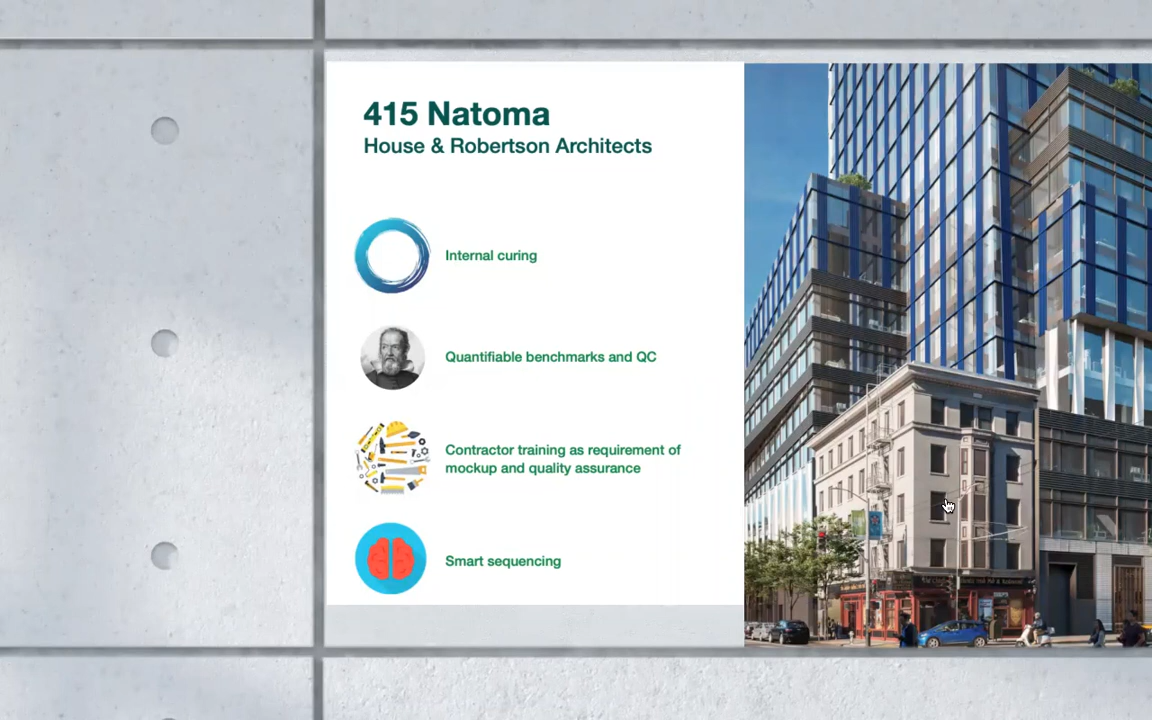 415 Natoma
House & Robertson Architects
Internal curing
Quantifiable benchmarks and QC
Contractor training as requirement of
mockup and quality assurance
Smart sequencing